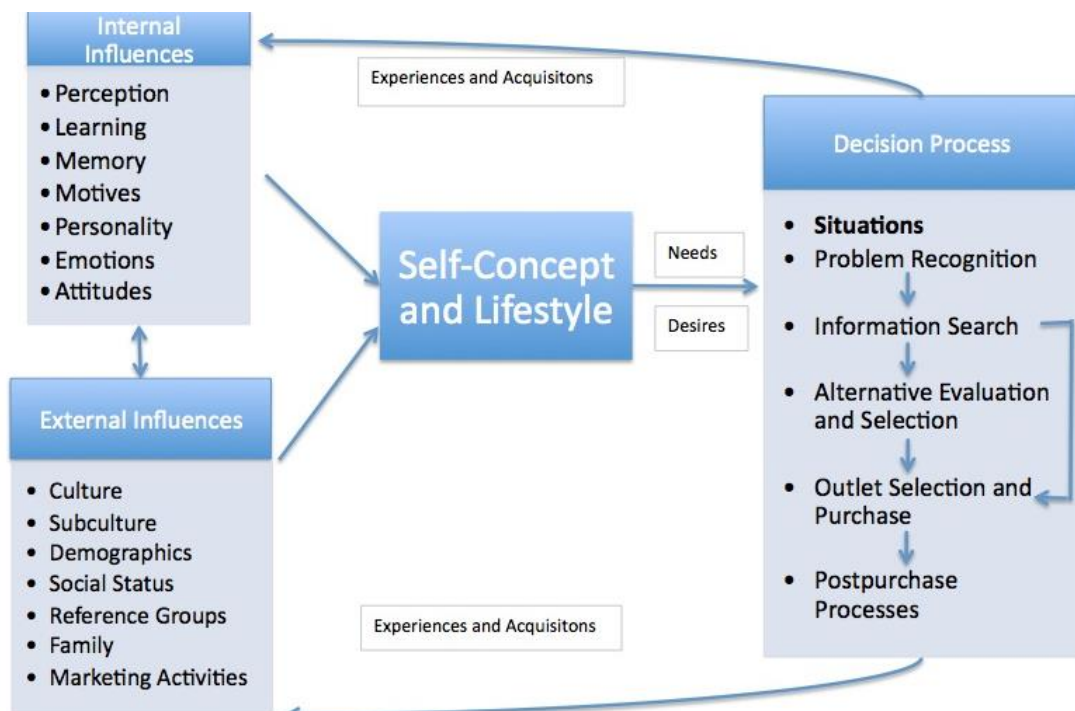 Internal
Influences
• Perception
• Learning
• Memory
• Motives
• Personality
• Emotions
• Attitudes
External Influences
• Culture
• Subculture
• Demographics
• Social Status
• Reference Groups
• Family
• Marketing Activities
Experiences and Acquisitons
Self-Concept
and Lifestyle
Needs
Desires
Experiences and Acquisitons
Decision Process
• Situations
• Problem Recognition
• Information Search
• Alternative Evaluation
and Selection
• Outlet Selection and
Purchase
• Postpurchase
Processes